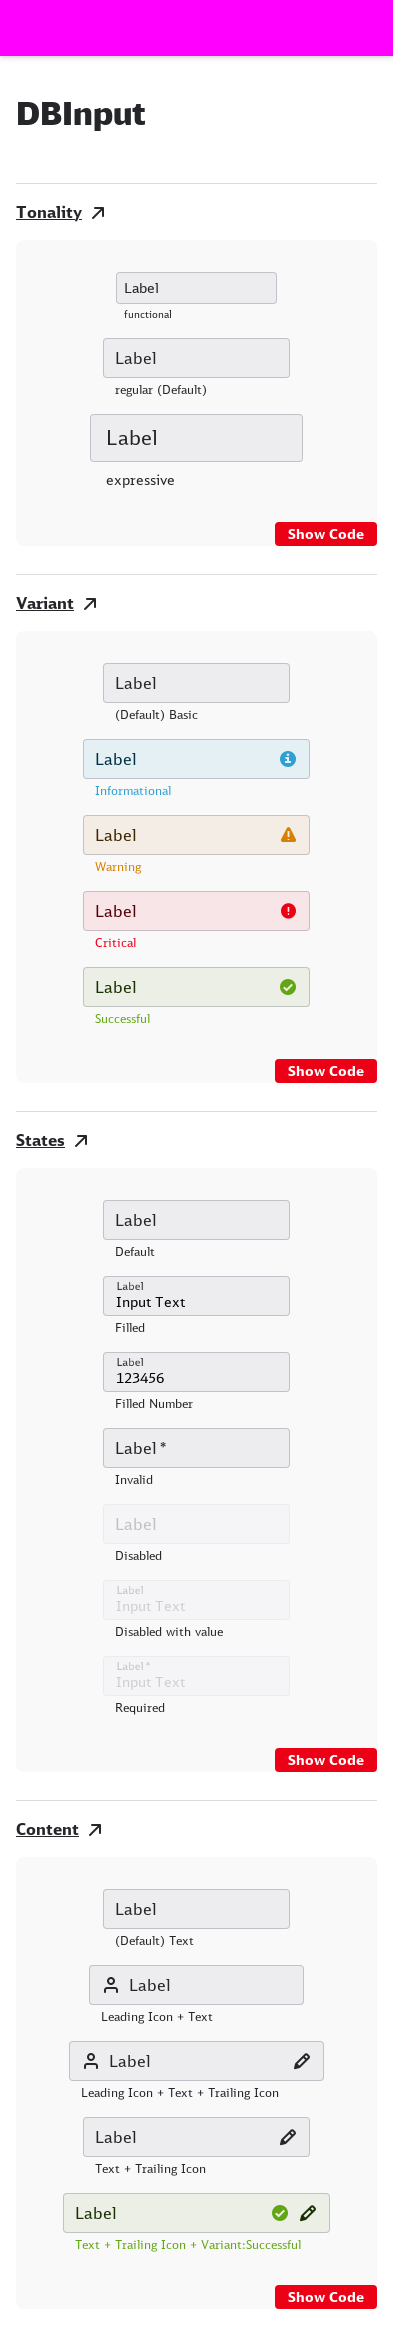 DBInput
Tonality
Label
functional
Label
regular (Default)
Label
expressive
Show Code
Variant
Label
(Default) Basic
Label
Informational
Label
Warning
Label
Critical
Label
Successful
Show Code
States
Label
Default
Label
Input Text
Filled
Label
123456
Filled Number
Label *
Invalid
Label
Disabled
Label
Input Text
Disabled with value
Label *
Input Text
Required
Show Code
Content
Label
(Default) Text
Label
Leading Icon + Text
Label
Leading Icon + Text + Trailing Icon
Label
Text + Trailing Icon
Label
Text + Trailing Icon + Variant:Successful
Show Code